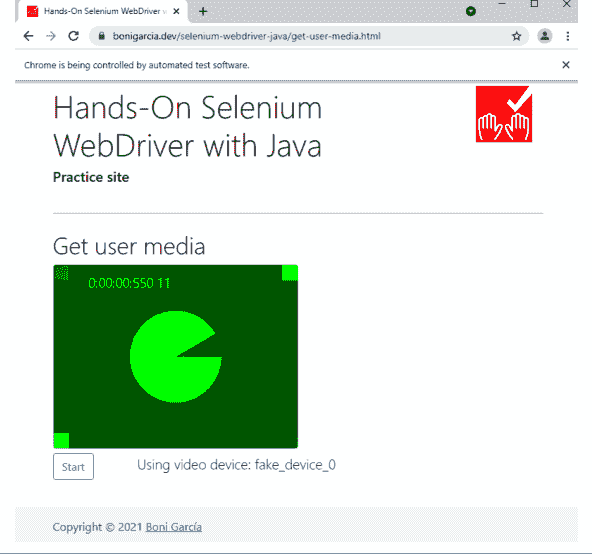 Hands-On Selenium WebDriver w
bonigarcia.dev/selenium-webdriver-java/get-user-media.html
Chrome is being controlled by automated test software.
Hands-On Selenium
WebDriver with Java
Practice site
Get user media
0:00:00:550 11
Start
Using video device: fake_device_0
Copyright © 2021 Boni García